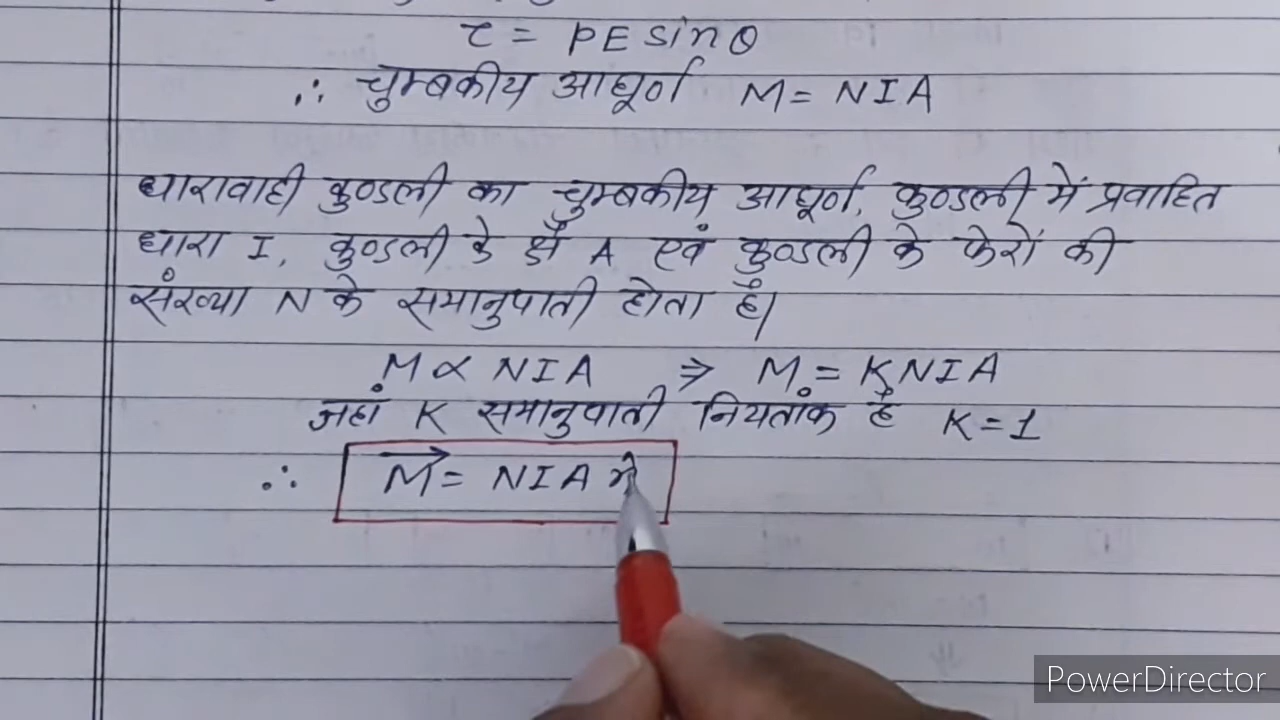 τ = PE sinθ
∴ चुम्बकीय आघूर्ण M = NIA
धारावाही कुण्डली का चुम्बकीय आघूर्ण, कुण्डली में प्रवाहित
धारा I, कुण्डली के क्षे A एवं कुण्डली के फेरों की
संख्या N के समानुपाती होता है।
M ∝ NIA ⇒ M = KNIA
जहां K समानुपाती नियतांक है K = 1
∴ M⃗ = NIA n̂
PowerDirector